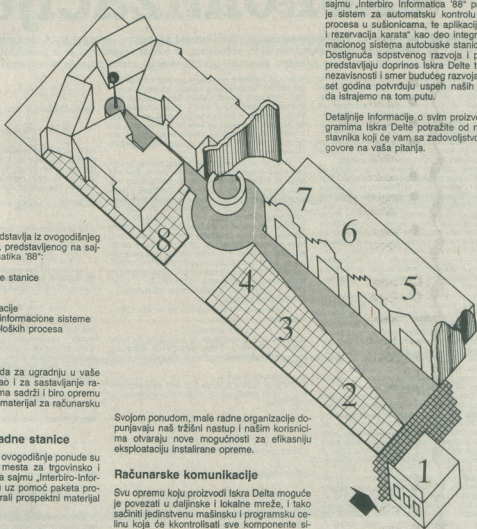 sajmu „Interbiro Informatica '88" pr
je sistem za automatsku kontrolu
procesa u sušionicama, te aplikacij
i rezervacija karata" kao deo integr
macionog sistema autobuske stanic
Dostignuća sopstvenog razvoja i p
predstavljaju doprinos Iskra Delte t
nezavisnosti i smer budućeg razvoja
set godina potvrđuju uspeh naših
da istrajemo na tom putu.
Detaljnije informacije o svim proizvo
gramima Iskra Delte potražite od n
stavnika koji će vam sa zadovoljstvo
govore na vaša pitanja.
7
6
5
8
4
3
2
1
dstavlja iz ovogodišnjeg
, predstavljenog na saj-
matika '88":
e stanice
acije
informacione sisteme
oloških procesa
da za ugradnju u vaše
ao i za sastavljanje ra-
ma sadrži i biro opremu
materijal za računarsku
adne stanice
ovogodišnje ponude su
mesta za trgovinsko i
a sajmu „Interbiro-Infor-
uz pomoć paketa pro-
rali prospektni materijal
Svojom ponudom, male radne organizacije do-
punjavaju naš tržišni nastup i našim korisnici-
ma otvaraju nove mogućnosti za efikasniju
eksploataciju instalirane opreme.
Računarske komunikacije
Svu opremu koju proizvodi Iskra Delta moguće
je povezati u daljinske i lokalne mreže, i tako
sačiniti jedinstvenu mašinsku i programsku ce-
linu koja će kkontrolisati sve komponente si-